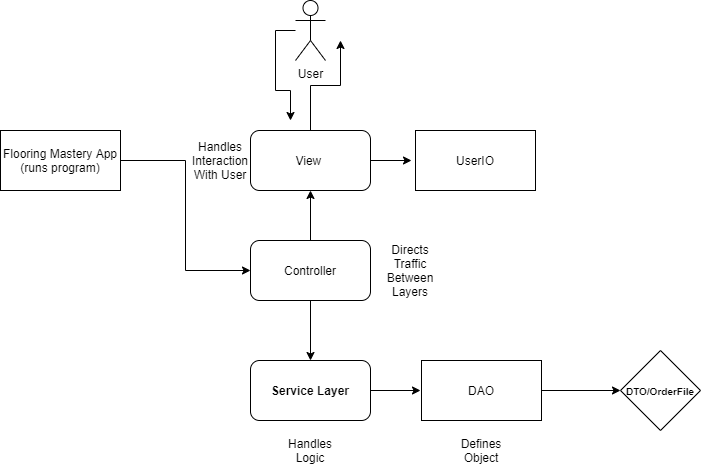 User
Flooring Mastery App
(runs program)
Handles
Interaction
With User
View
UserIO
Controller
Directs
Traffic
Between
Layers
Service Layer
DAO
DTO/OrderFile
Handles
Logic
Defines
Object